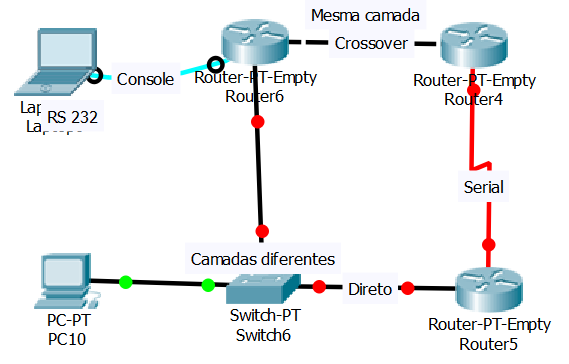 Mesma camada
Crossover
Console
Router-PT-Empty
Router6
Router-PT-Empty
Router4
RS 232
Serial
Camadas diferentes
Direto
PC-PT
PC10
Switch-PT
Switch6
Router-PT-Empty
Router5